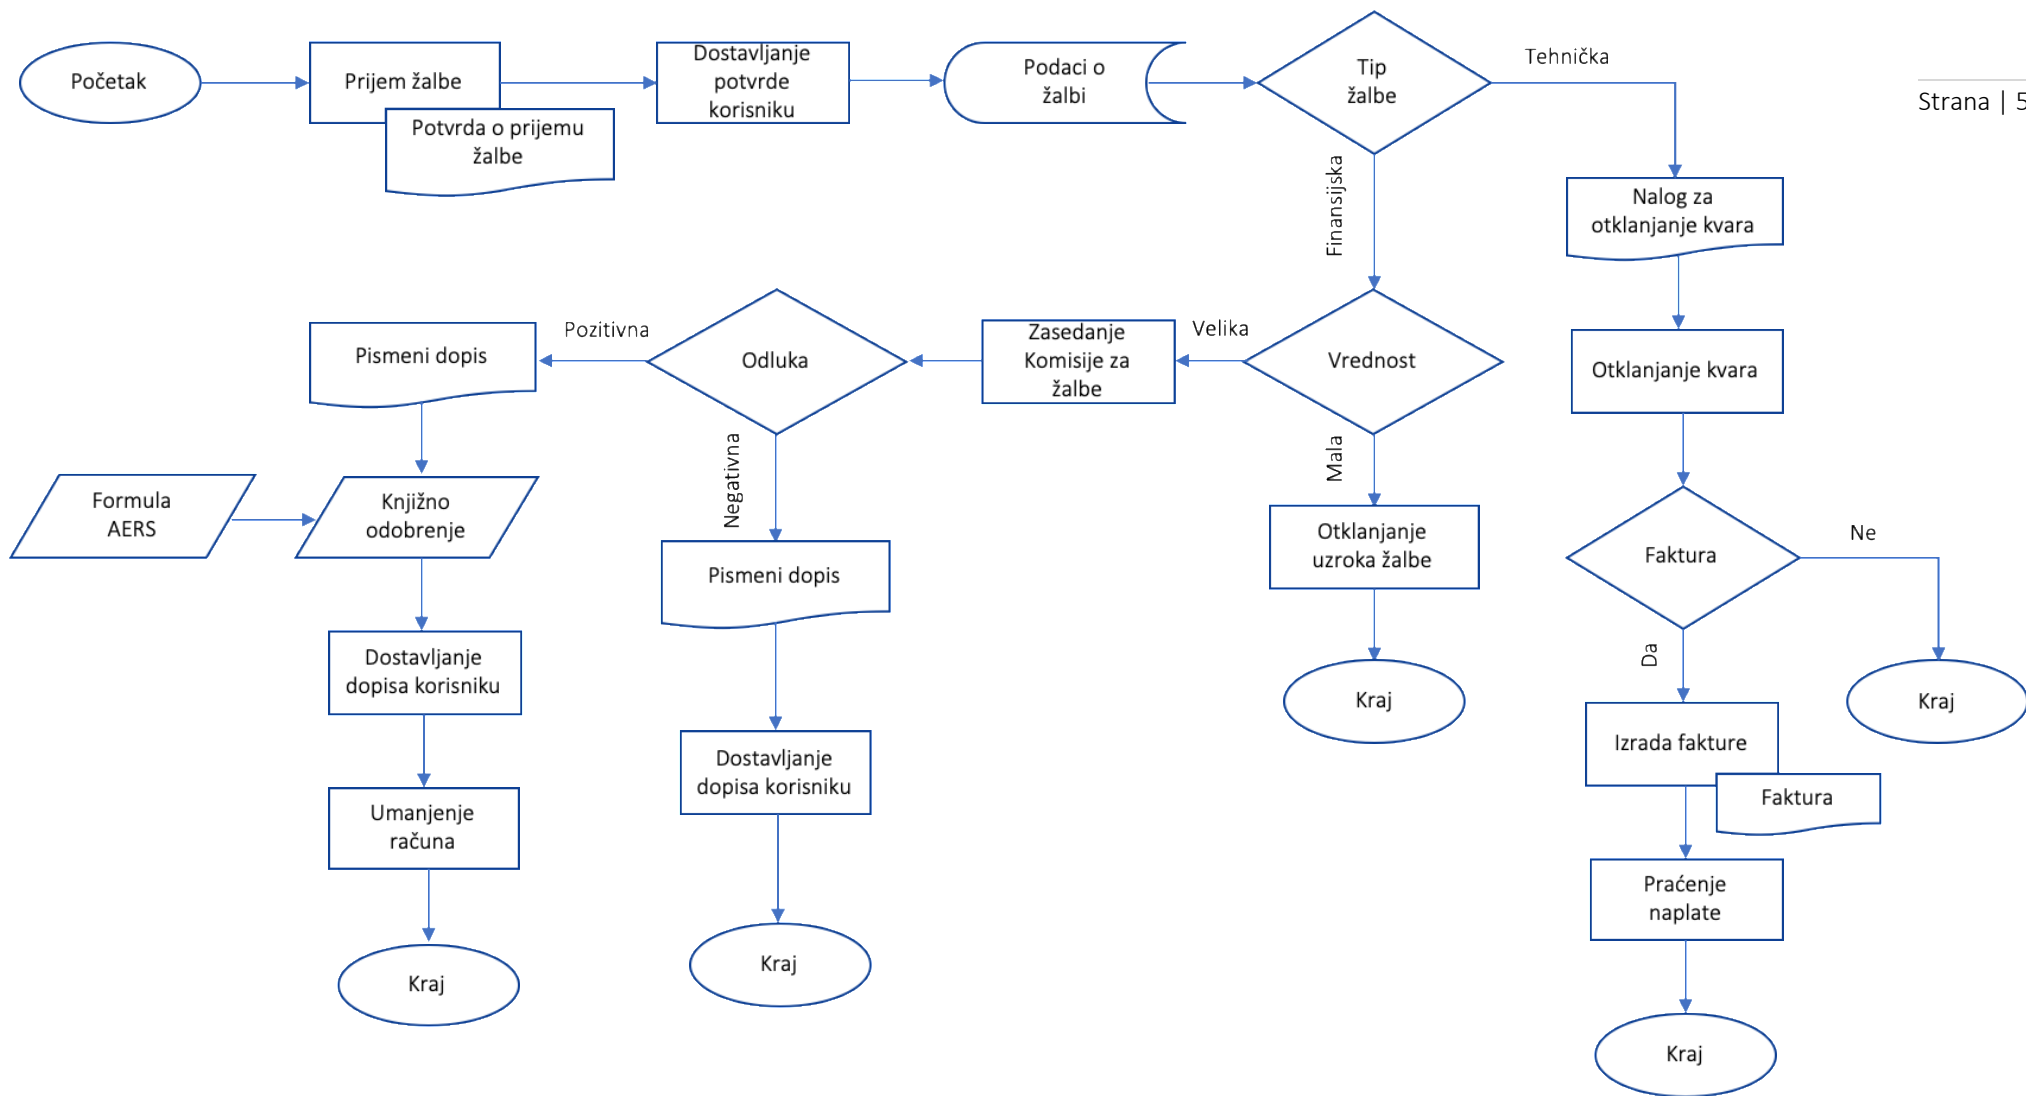 Početak
Prijem žalbe
Potvrda o prijemu
žalbe
Dostavljanje
potvrde
korisniku
Podaci o
žalbi
Tip
žalbe
Tehnička
Strana | 5
Finansijska
Nalog za
otklanjanje kvara
Pismeni dopis
Pozitivna
Odluka
Zasedanje
Komisije za
žalbe
Velika
Vrednost
Otklanjanje kvara
Negativna
Mala
Formula
AERS
Knjižno
odobrenje
Pismeni dopis
Otklanjanje
uzroka žalbe
Faktura
Ne
Da
Dostavljanje
dopisa korisniku
Kraj
Kraj
Dostavljanje
dopisa korisniku
Izrada fakture
Faktura
Umanjenje
računa
Praćenje
naplate
Kraj
Kraj
Kraj